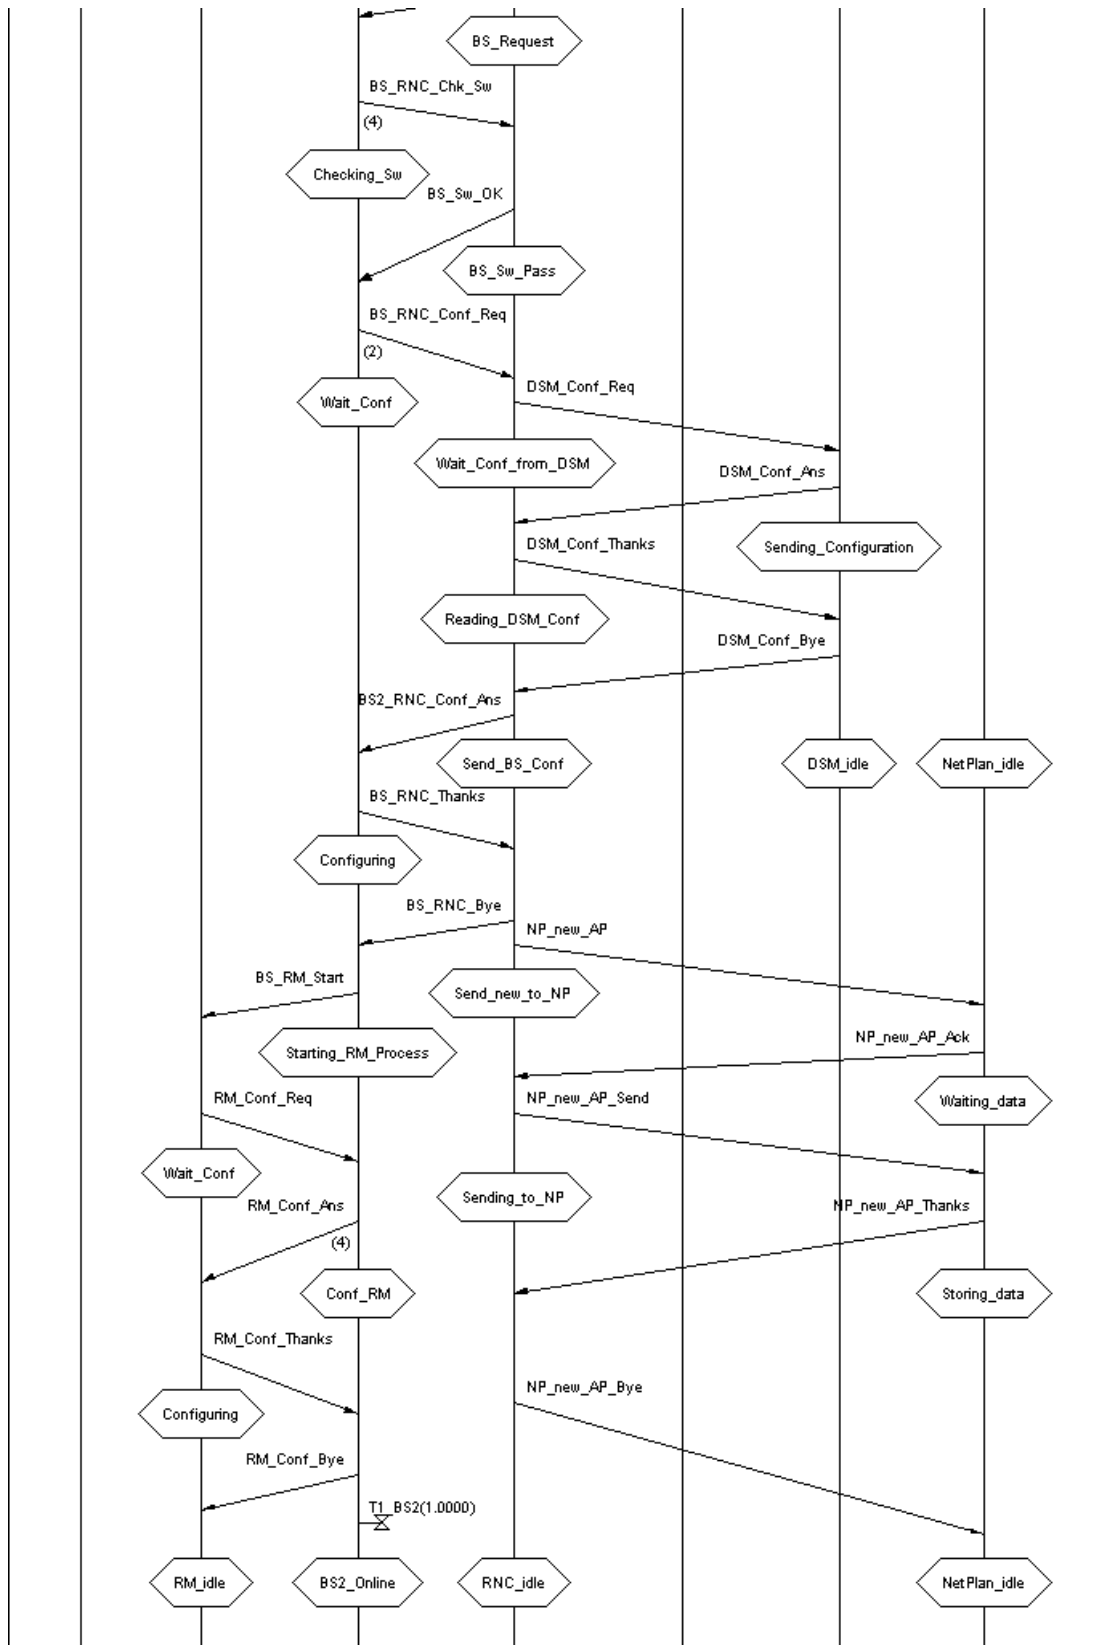 BS_Request
BS_RNC_Chk_Sw
(4)
Checking_Sw
BS_Sw_OK
BS_Sw_Pass
BS_RNC_Conf_Req
(2)
DSM_Conf_Req
Wait_Conf
Wait_Conf_from_DSM
DSM_Conf_Ans
DSM_Conf_Thanks
Sending_Configuration
Reading_DSM_Conf
DSM_Conf_Bye
BS2_RNC_Conf_Ans
Send_BS_Conf
DSM_idle
NetPlan_idle
BS_RNC_Thanks
Configuring
BS_RNC_Bye
NP_new_AP
BS_RM_Start
Send_new_to_NP
NP_new_AP_Ack
Starting_RM_Process
RM_Conf_Req
NP_new_AP_Send
Waiting_data
Wait_Conf
Sending_to_NP
RM_Conf_Ans
NP_new_AP_Thanks
(4)
Conf_RM
Storing_data
RM_Conf_Thanks
NP_new_AP_Bye
Configuring
RM_Conf_Bye
T1_BS2(1.0000)
RM_idle
BS2_Online
RNC_idle
NetPlan_idle